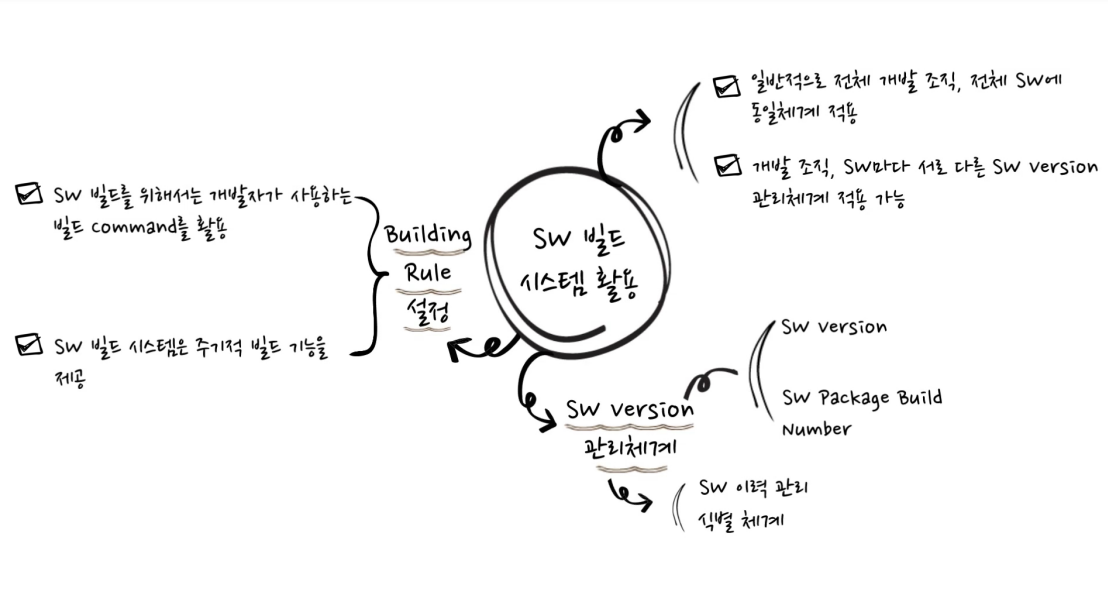 SW 빌드
시스템 활용
일반적으로 전체 개발 조직, 전체 SW에
동일체계 적용
개발 조직, SW마다 서로 다른 SW version
관리체계 적용 가능
Building
Rule
설정
SW 빌드를 위해서는 개발자가 사용하는
빌드 command를 활용
SW 빌드 시스템은 주기적 빌드 기능을
제공
SW version
관리체계
SW version
SW Package Build
Number
SW 이력 관리
식별 체계